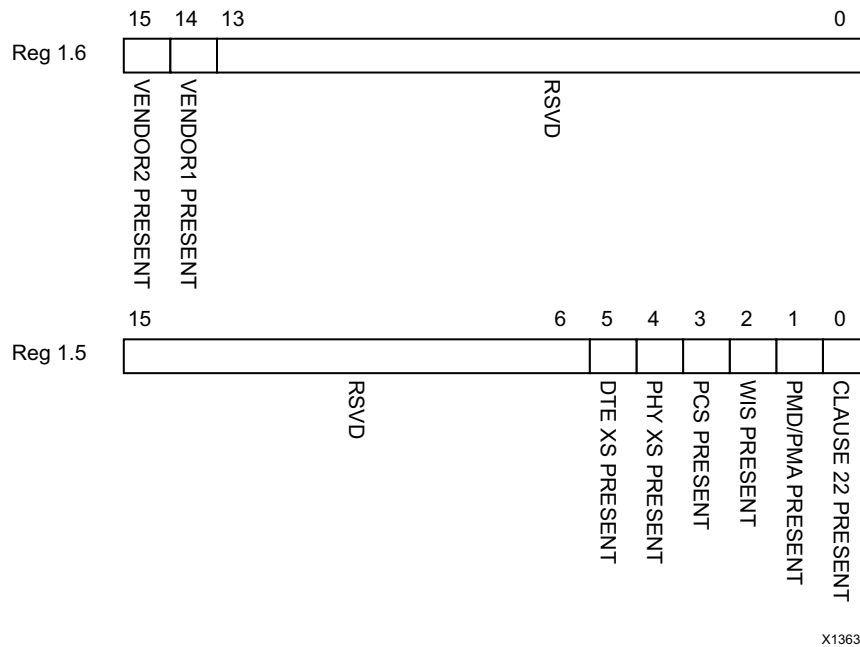 15 14 13 0
Reg 1.6
VENDOR2 PRESENT
VENDOR1 PRESENT
RSVD
15 6 5 4 3 2 1 0
Reg 1.5
RSVD
DTE XS PRESENT
PHY XS PRESENT
PCS PRESENT
WIS PRESENT
PMD/PMA PRESENT
CLAUSE 22 PRESENT
X1363